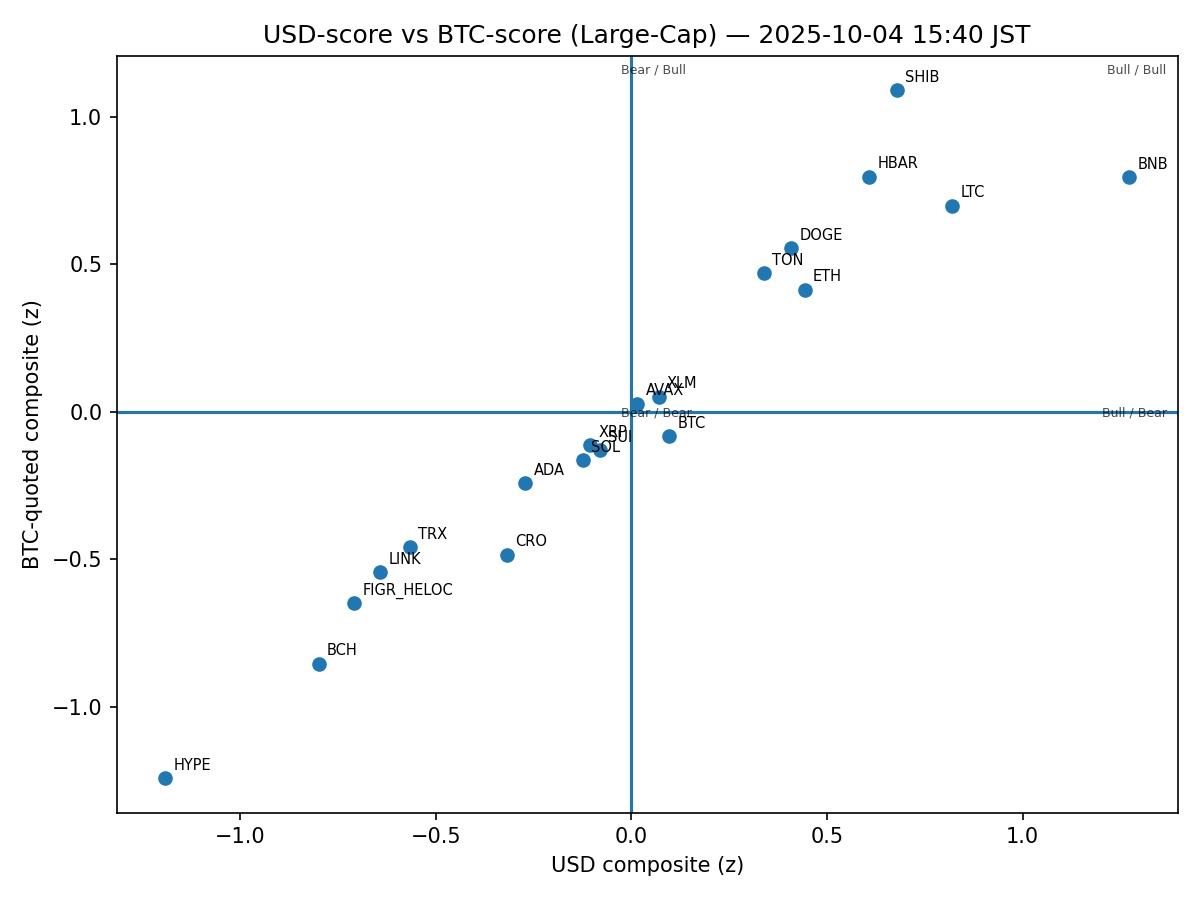 USD-score vs BTC-score (Large-Cap) — 2025-10-04 15:40 JST
Bear / Bull
Bull / Bull
SHIB
HBAR
BNB
LTC
DOGE
TON
ETH
XLM
AVAX
Bear / Bear
Bull / Bear
BTC
XRP
SUI
SOL
ADA
TRX
CRO
LINK
FIGR_HELOC
BCH
HYPE
1.0
0.5
0.0
−0.5
−1.0
BTC-quoted composite (z)
−1.0
−0.5
0.0
0.5
1.0
USD composite (z)